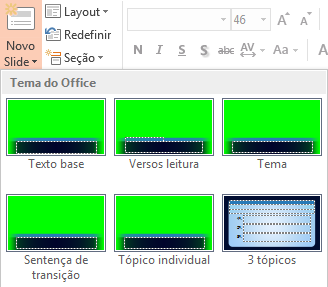 Novo
Slide
Layout
Redefinir
Seção
46
A A
N I S S abc AV Aa A
Tema do Office
Texto base
Versos leitura
Tema
Sentença de
transição
Tópico individual
3 tópicos